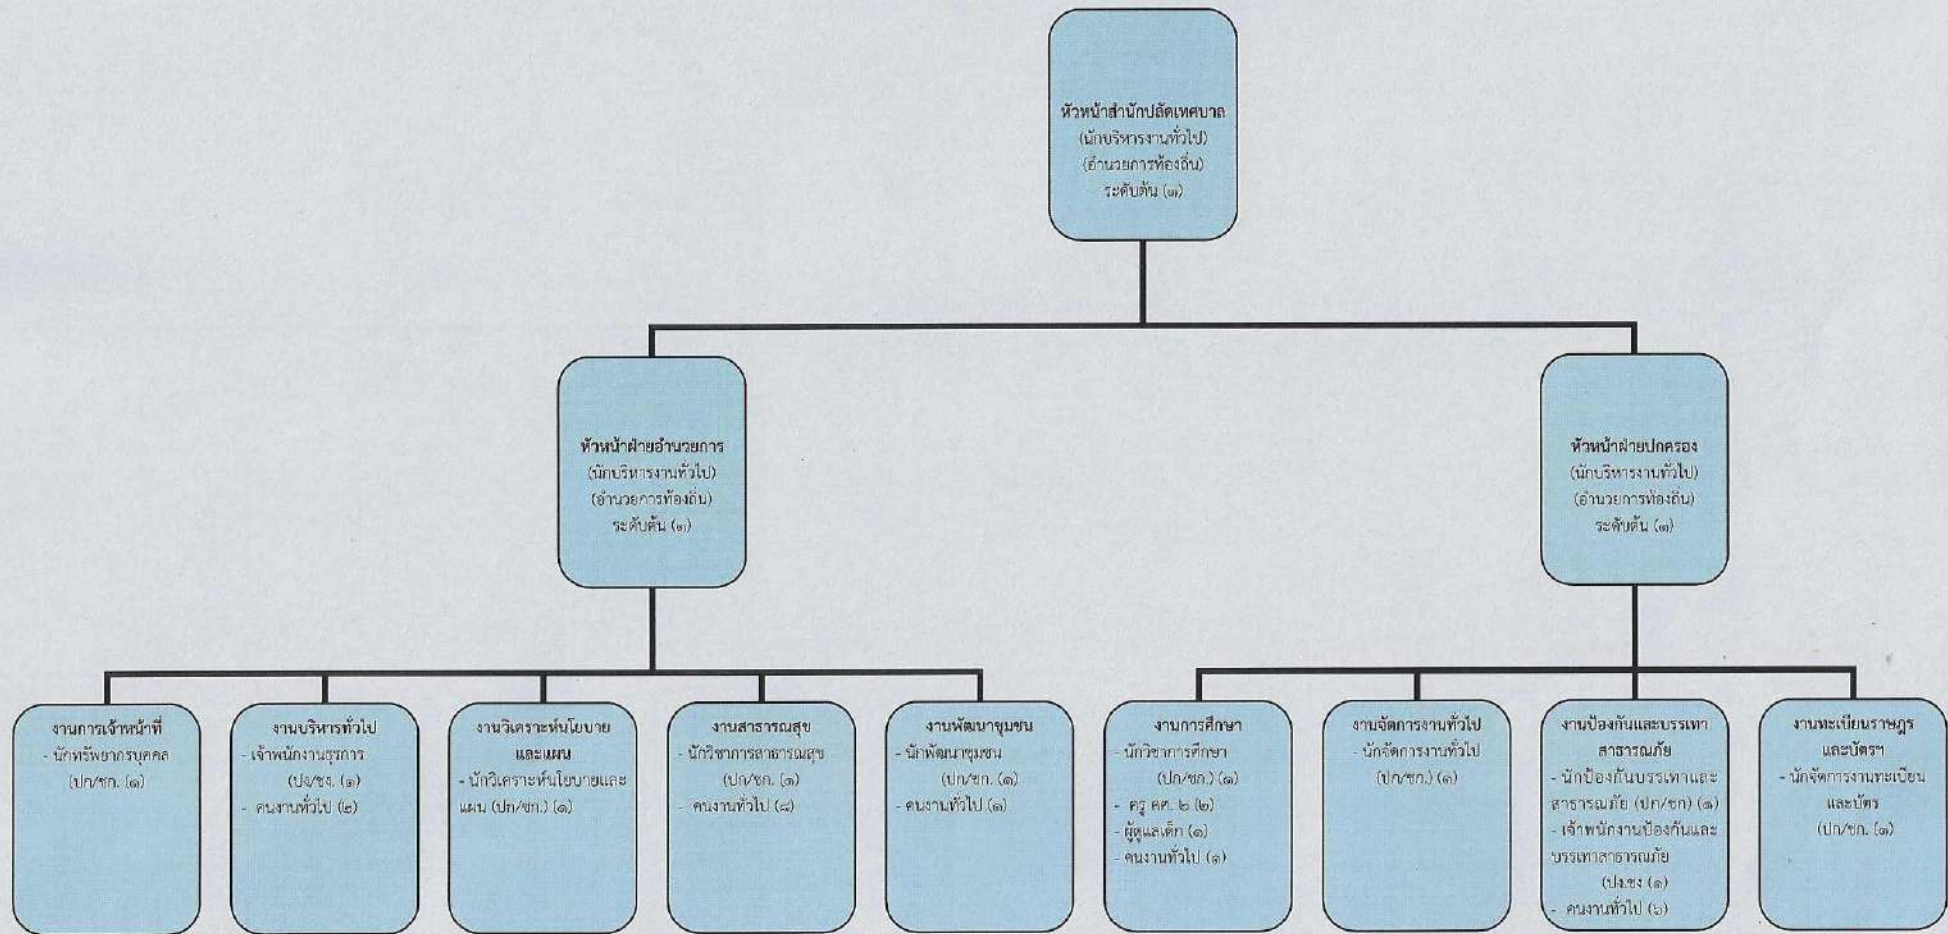 หัวหน้าสำนักปลัดเทศบาล
(นักบริหารงานทั่วไป)
(อำนวยการท้องถิ่น)
ระดับต้น (๑)
หัวหน้าฝ่ายอำนวยการ
(นักบริหารงานทั่วไป)
(อำนวยการท้องถิ่น)
ระดับต้น (๑)
หัวหน้าฝ่ายปกครอง
(นักบริหารงานทั่วไป)
(อำนวยการท้องถิ่น)
ระดับต้น (๑)
งานการเจ้าหน้าที่
- นักทรัพยากรบุคคล
(ปก/ชก. (๑)
งานบริหารทั่วไป
- เจ้าพนักงานธุรการ
(ปง/ชง. (๑)
- คนงานทั่วไป (๒)
งานวิเคราะห์นโยบาย
และแผน
- นักวิเคราะห์นโยบายและ
แผน (ปก/ชก.) (๑)
งานสาธารณสุข
- นักวิชาการสาธารณสุข
(ปก/ชก. (๑)
- คนงานทั่วไป (๘)
งานพัฒนาชุมชน
- นักพัฒนาชุมชน
(ปก/ชก. (๑)
- คนงานทั่วไป (๑)
งานการศึกษา
- นักวิชาการศึกษา
(ปก/ชก.) (๑)
- ครู คศ. ๒ (๒)
- ผู้ดูแลเด็ก (๑)
- คนงานทั่วไป (๑)
งานจัดการงานทั่วไป
- นักจัดการงานทั่วไป
(ปก/ชก.) (๑)
งานป้องกันและบรรเทา
สาธารณภัย
- นักป้องกันบรรเทาและ
สาธารณภัย (ปก/ชก) (๑)
- เจ้าพนักงานป้องกันและ
บรรเทาสาธารณภัย
(ปง.ชง (๑)
- คนงานทั่วไป (๖)
งานทะเบียนราษฎร
และบัตรฯ
- นักจัดการงานทะเบียน
และบัตร
(ปก/ชก. (๑)